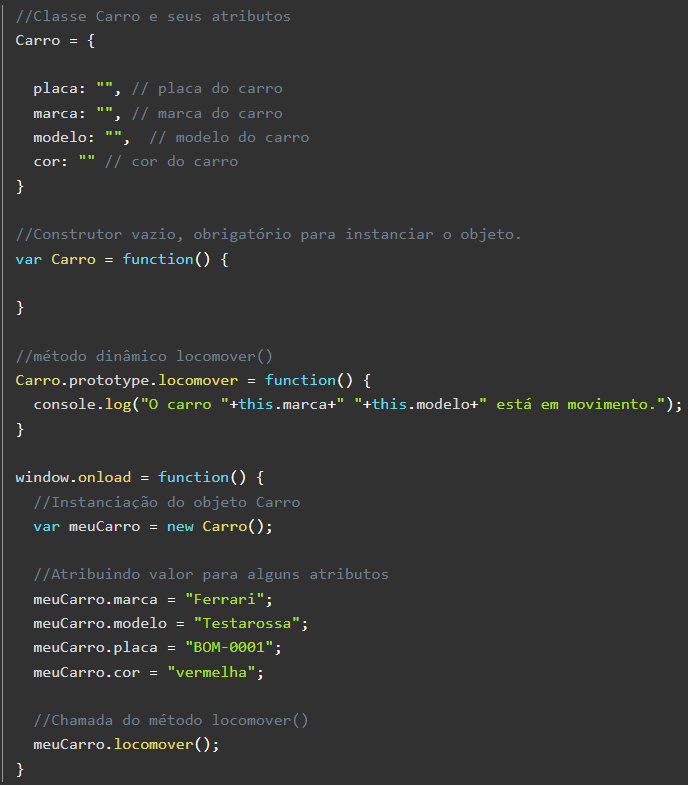 //Classe Carro e seus atributos
Carro = {
placa: "", // placa do carro
marca: "", // marca do carro
modelo: "",  // modelo do carro
cor: "" // cor do carro
}
//Construtor vazio, obrigatório para instanciar o objeto.
var Carro = function() {
}
//método dinâmico locomover()
Carro.prototype.locomover = function() {
console.log("O carro "+this.marca+" "+this.modelo+" está em movimento.");
}
window.onload = function() {
//Instanciação do objeto Carro
var meuCarro = new Carro();
//Atribuindo valor para alguns atributos
meuCarro.marca = "Ferrari";
meuCarro.modelo = "Testarossa";
meuCarro.placa = "BOM-0001";
meuCarro.cor = "vermelha";
//Chamada do método locomover()
meuCarro.locomover();
}